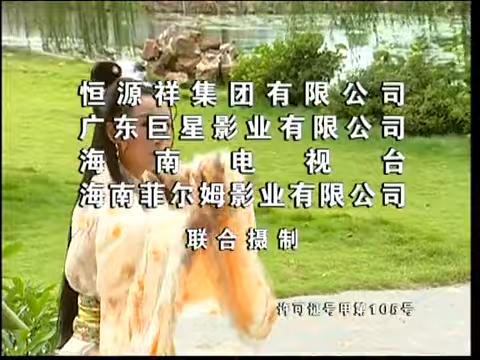 恒源祥集团有限公司
广东巨星影业有限公司
海南电视台
海南菲尔姆影业有限公司
联合摄制
许可证号甲第105号